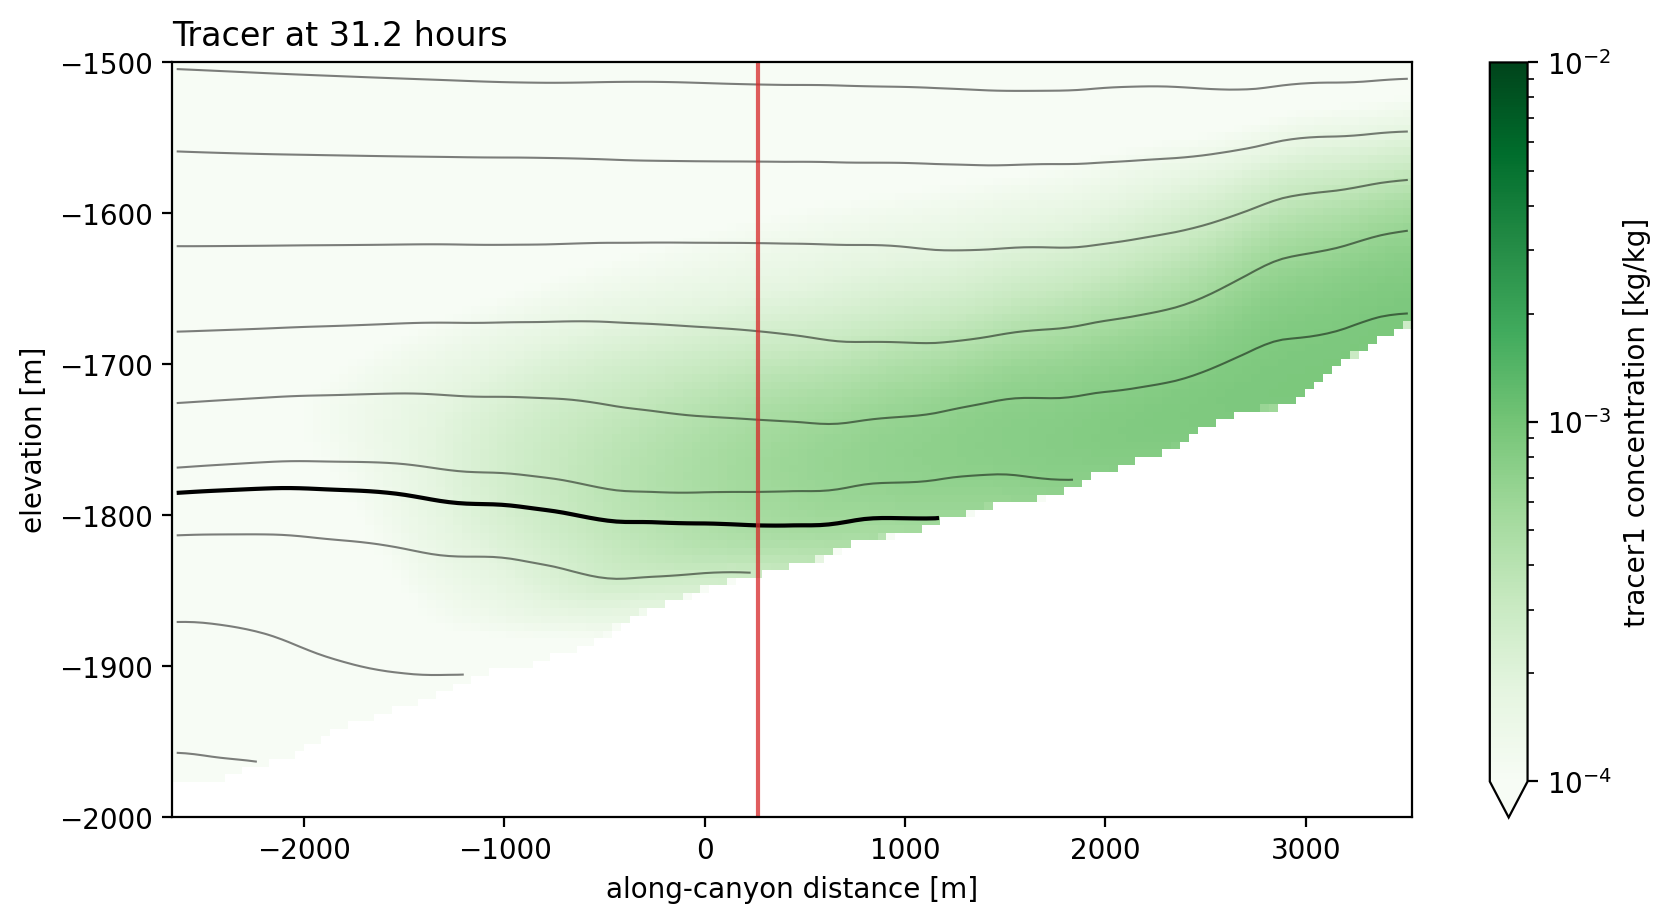 Tracer at 31.2 hours
−1500
−1600
−1700
−1800
−1900
−2000
elevation [m]
−2000 −1000 0 1000 2000 3000
along-canyon distance [m]
10⁻²
10⁻³
10⁻⁴
tracer1 concentration [kg/kg]